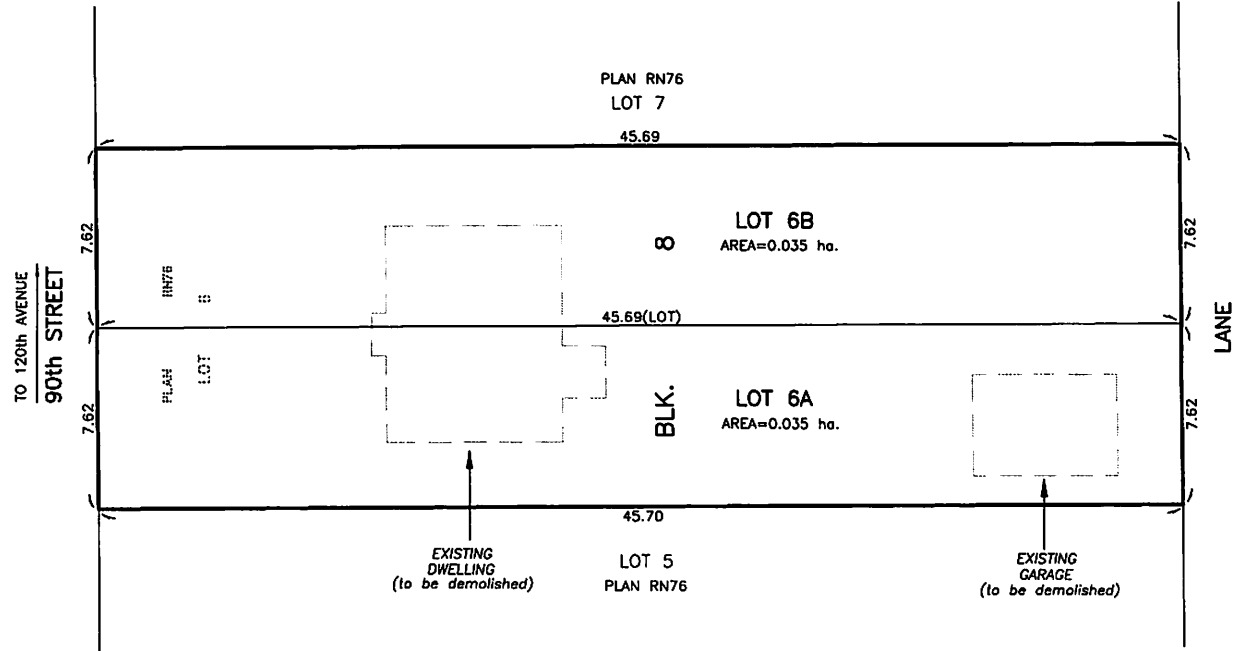 PLAN RN76
LOT 7
45.69
7.62
7.62
LOT 6B
AREA=0.035 ha.
8
RN76
TO 120th AVENUE
90th STREET
45.69(LOT)
LANE
PLAN
LOT
BLK.
LOT 6A
AREA=0.035 ha.
7.62
7.62
45.70
EXISTING
DWELLING
(to be demolished)
LOT 5
PLAN RN76
EXISTING
GARAGE
(to be demolished)